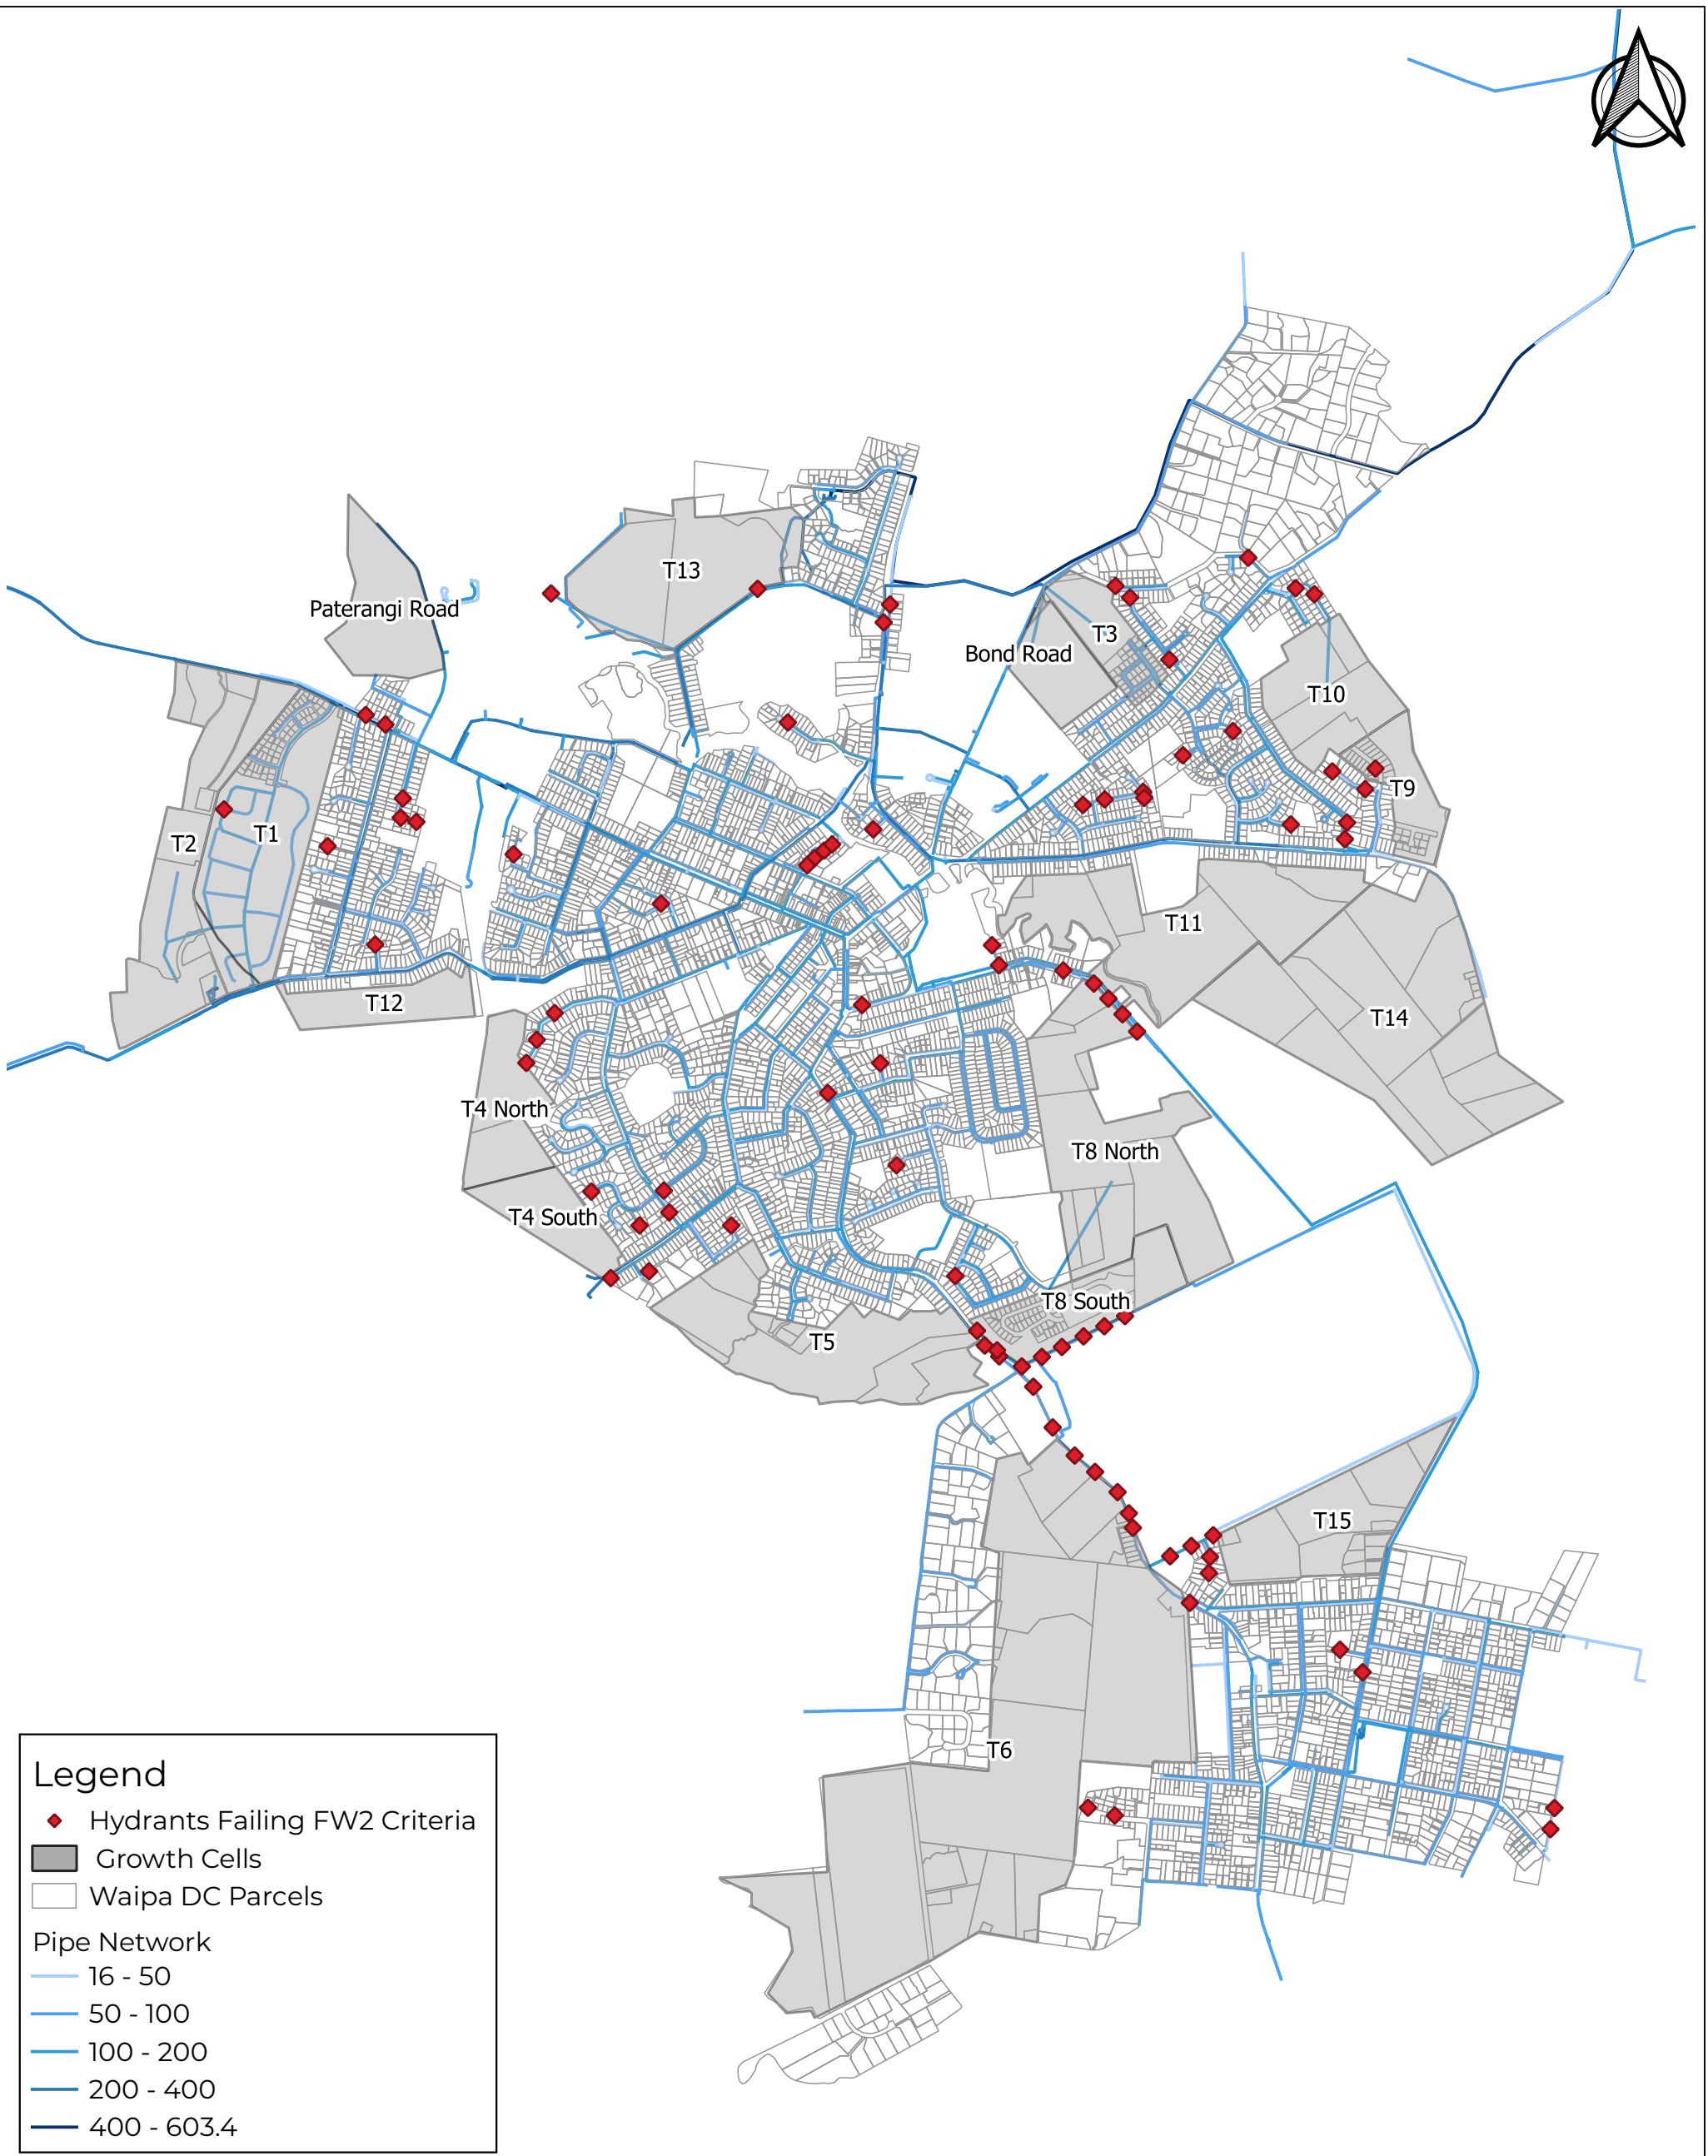 T13
Paterangi Road
T3
Bond Road
T10
T9
T2
T1
T11
T12
T14
T4 North
T8 North
T4 South
T8 South
T5
T15
T6
Legend
Hydrants Failing FW2 Criteria
Growth Cells
Waipa DC Parcels
Pipe Network
16 - 50
50 - 100
100 - 200
200 - 400
400 - 603.4